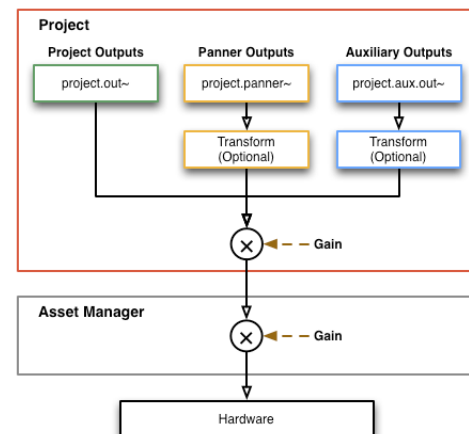 Project
Project Outputs
Panner Outputs
Auxiliary Outputs
project.out~
project.panner~
project.aux.out~
Transform
(Optional)
Transform
(Optional)
Gain
Asset Manager
Gain
Hardware